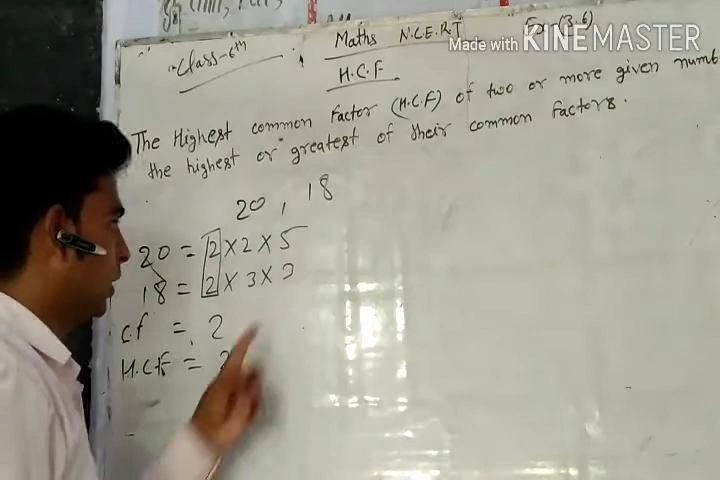 Class-6th
Maths N.C.E.R.T
H.C.F
Made with KINEMASTER
The Highest common Factor (H.C.F) of two or more given numb
the highest or greatest of their common factors.
20, 18
20 = 2 × 2 × 5
18 = 2 × 3 × 3
C.f = 2
H.C.F = 2